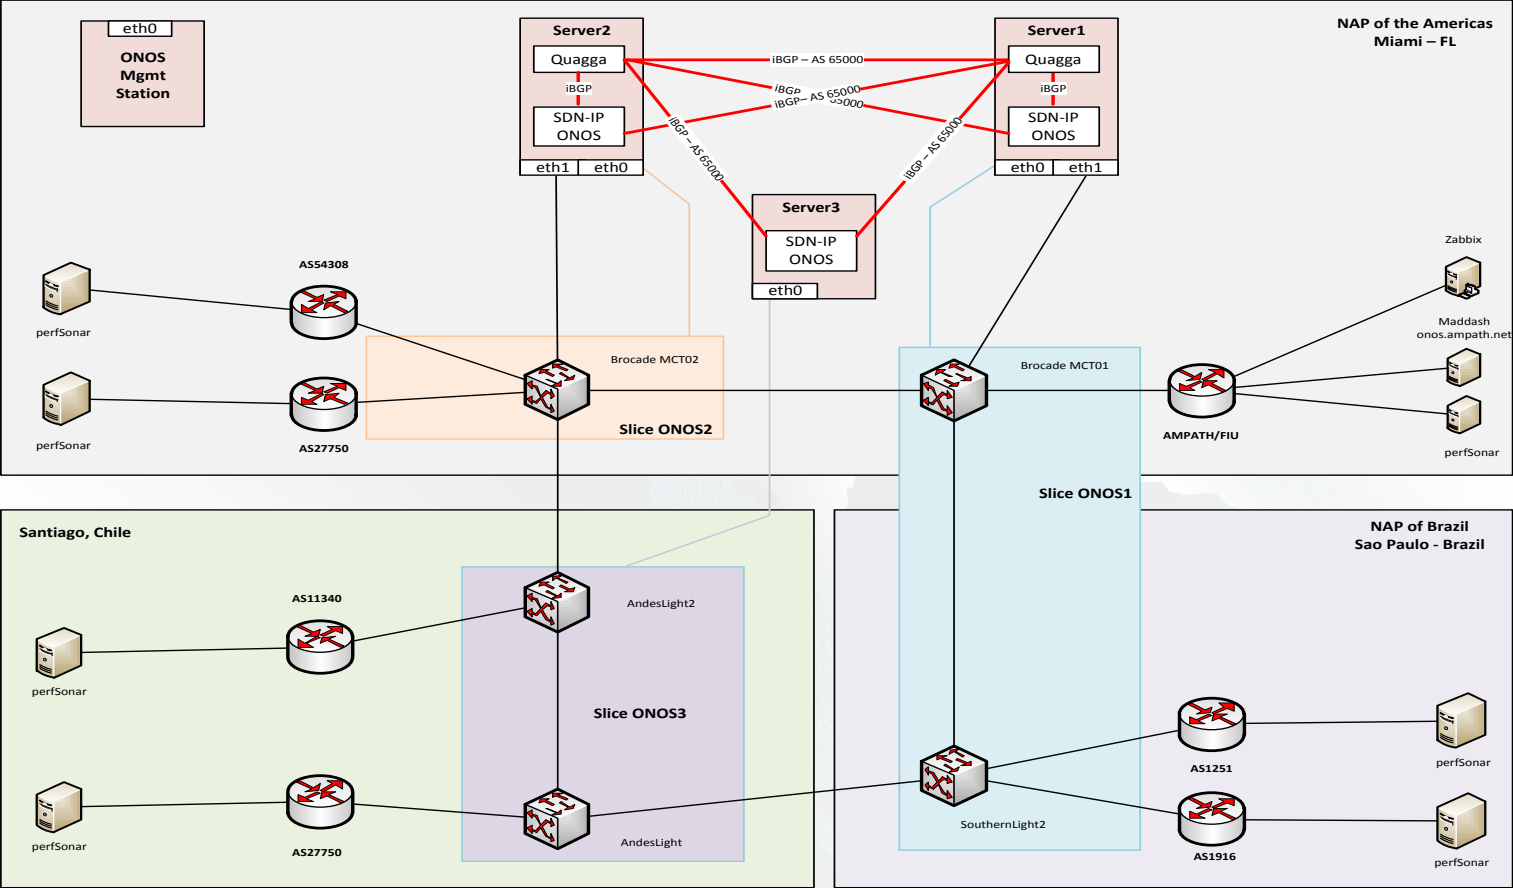 eth0
ONOS
Mgmt
Station
Server2
Quagga
iBGP
SDN-IP
ONOS
eth1
eth0
iBGP – AS 65000
iBGP
iBGP– AS 65000
65000
iBGP – AS 65000
iBGP – AS 65000
Server1
Quagga
iBGP
SDN-IP
ONOS
eth0
eth1
NAP of the Americas
Miami – FL
Server3
SDN-IP
ONOS
eth0
AS54308
perfSonar
AS27750
perfSonar
Brocade MCT02
Slice ONOS2
Brocade MCT01
Slice ONOS1
AMPATH/FIU
Zabbix
Maddash
onos.ampath.net
perfSonar
Santiago, Chile
AS11340
perfSonar
AndesLight2
Slice ONOS3
AS27750
perfSonar
AndesLight
NAP of Brazil
Sao Paulo - Brazil
SouthernLight2
AS1251
perfSonar
AS1916
perfSonar